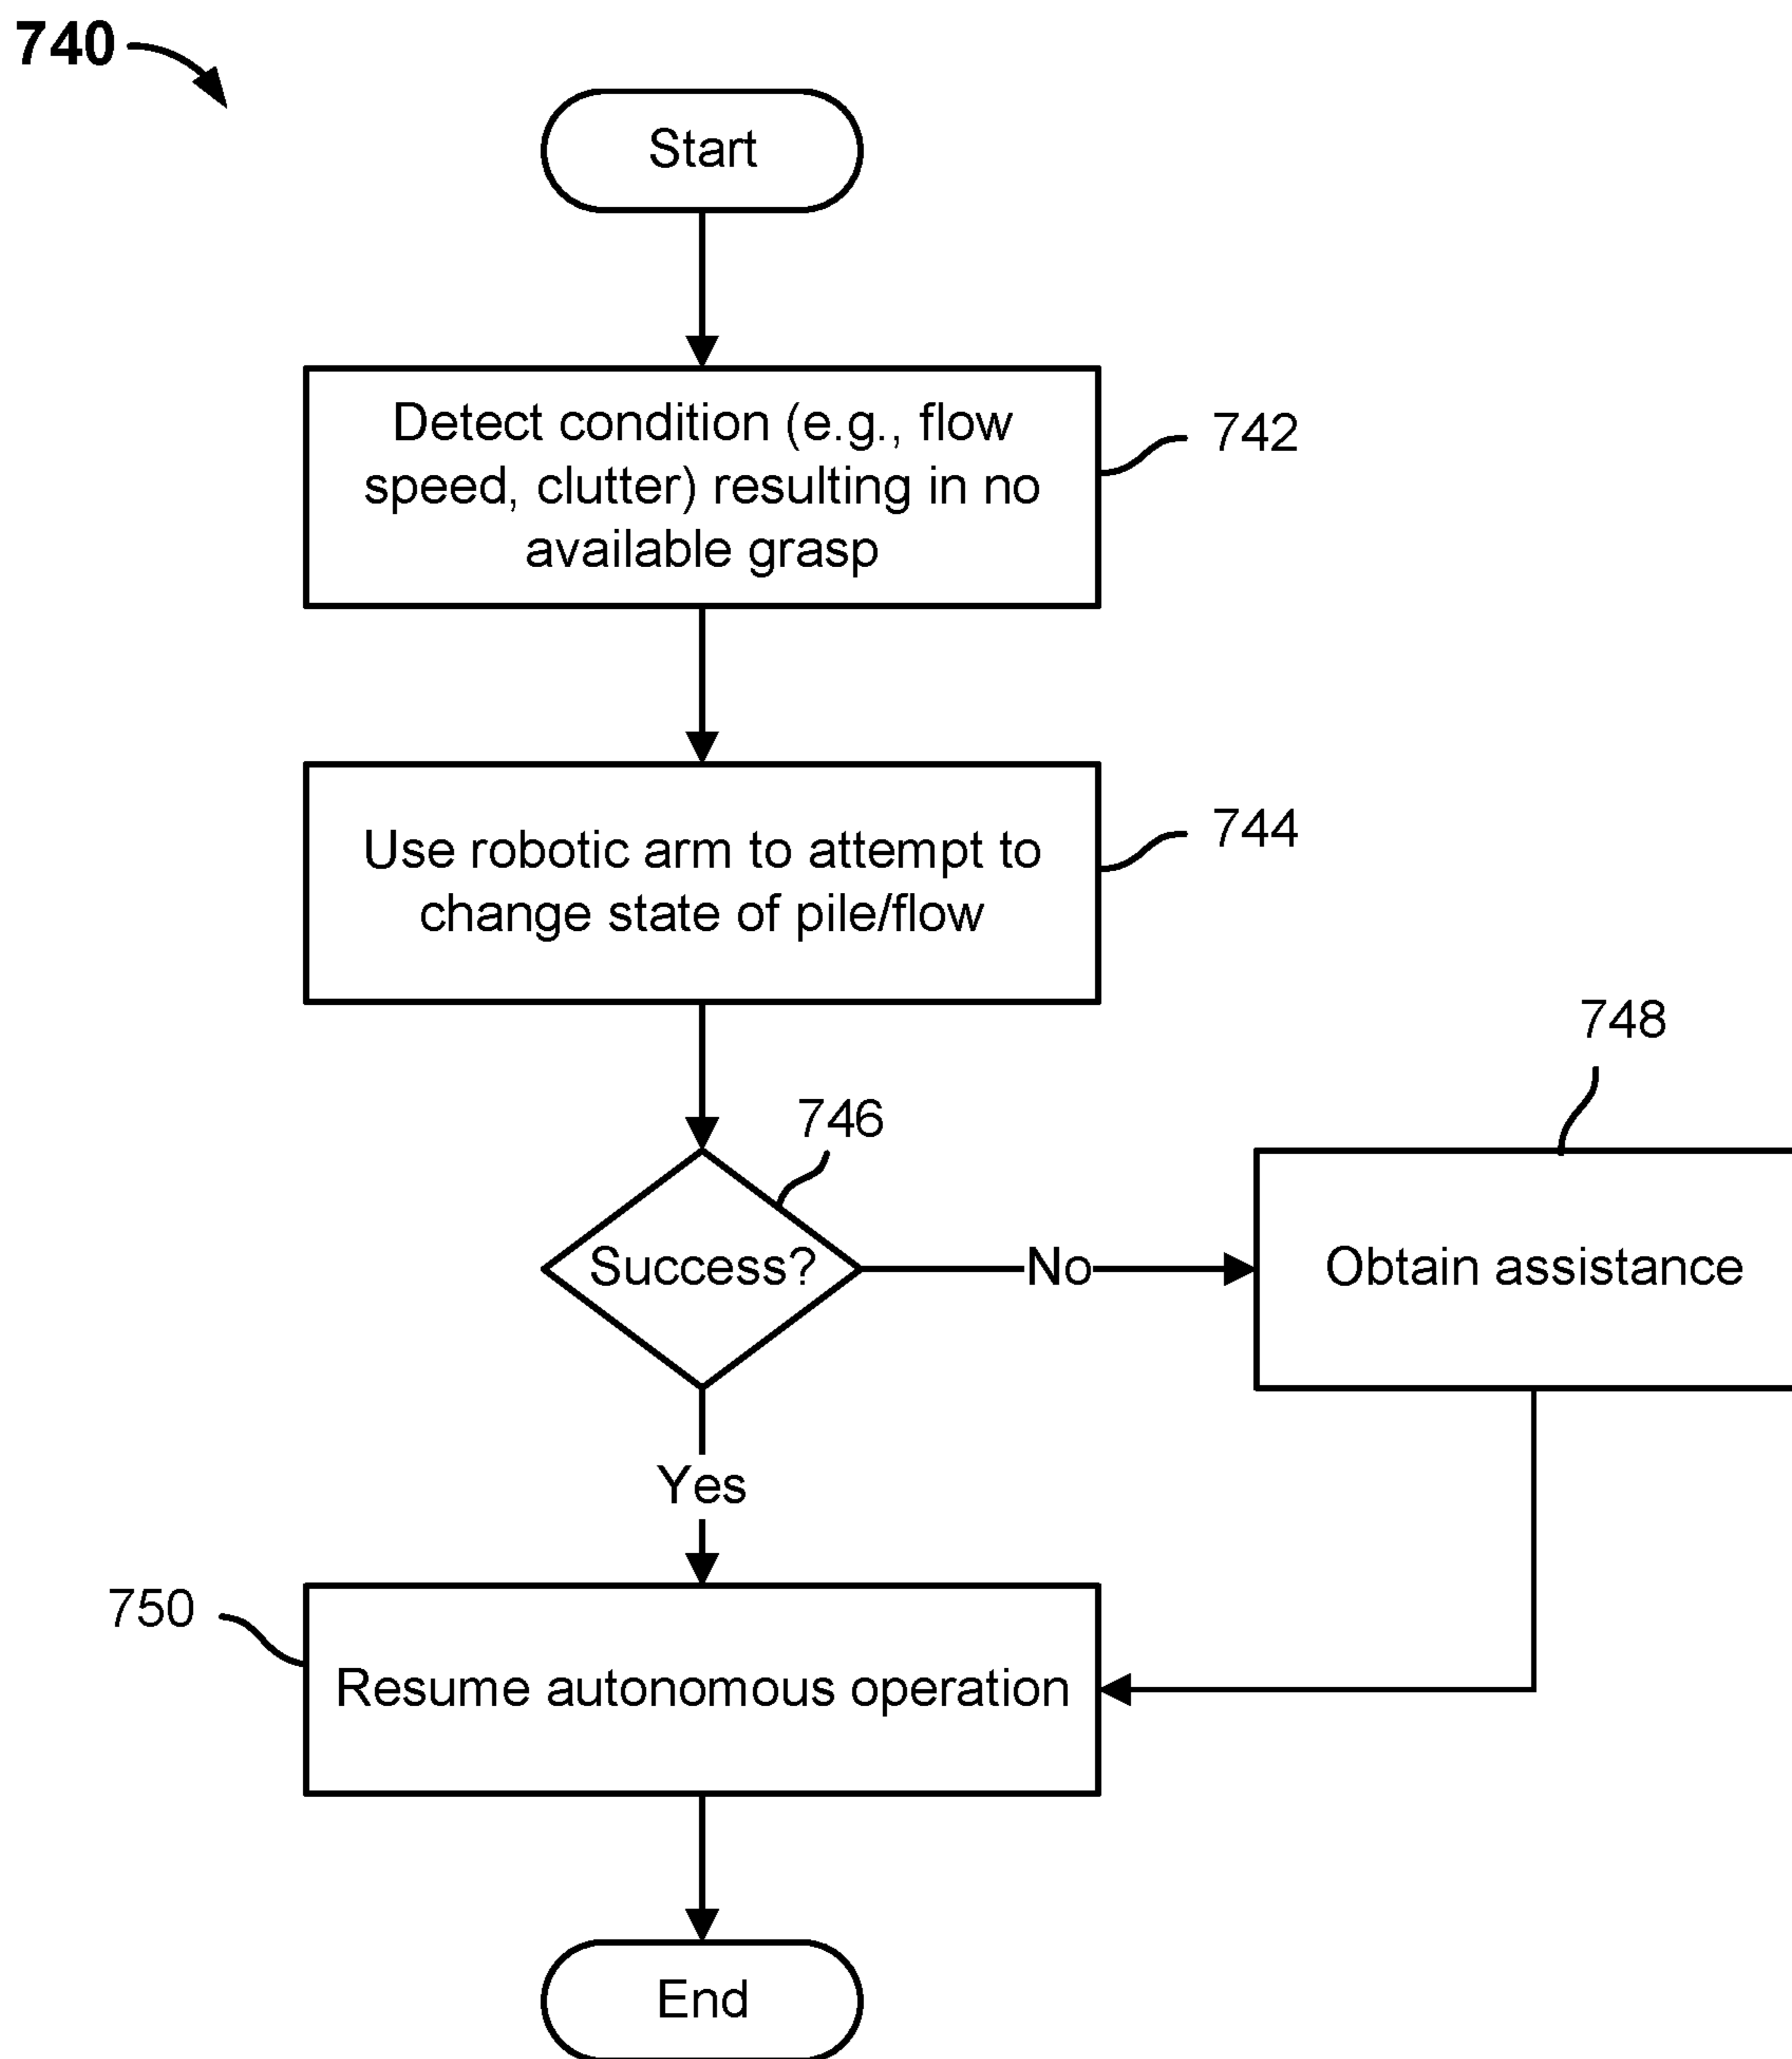 740
Start
Detect condition (e.g., flow
speed, clutter) resulting in no
available grasp
742
Use robotic arm to attempt to
change state of pile/flow
744
746
748
Success?
No
Obtain assistance
Yes
750
Resume autonomous operation
End